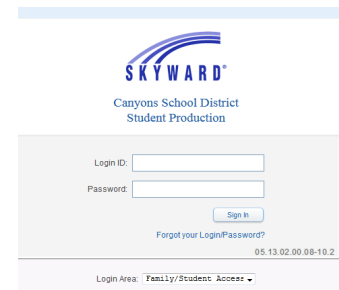 SKYWARD®
Canyons School District
Student Production
Login ID:
Password:
Sign In
Forgot your Login/Password?
05.13.02.00.08-10.2
Login Area: Family/Student Access